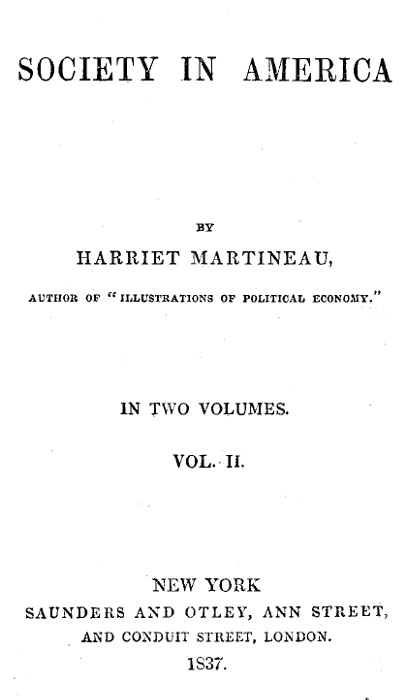 SOCIETY IN AMERICA
BY
HARRIET MARTINEAU,
AUTHOR OF "ILLUSTRATIONS OF POLITICAL ECONOMY."
IN TWO VOLUMES.
VOL. II.
NEW YORK
SAUNDERS AND OTLEY, ANN STREET,
AND CONDUIT STREET, LONDON.
1837.